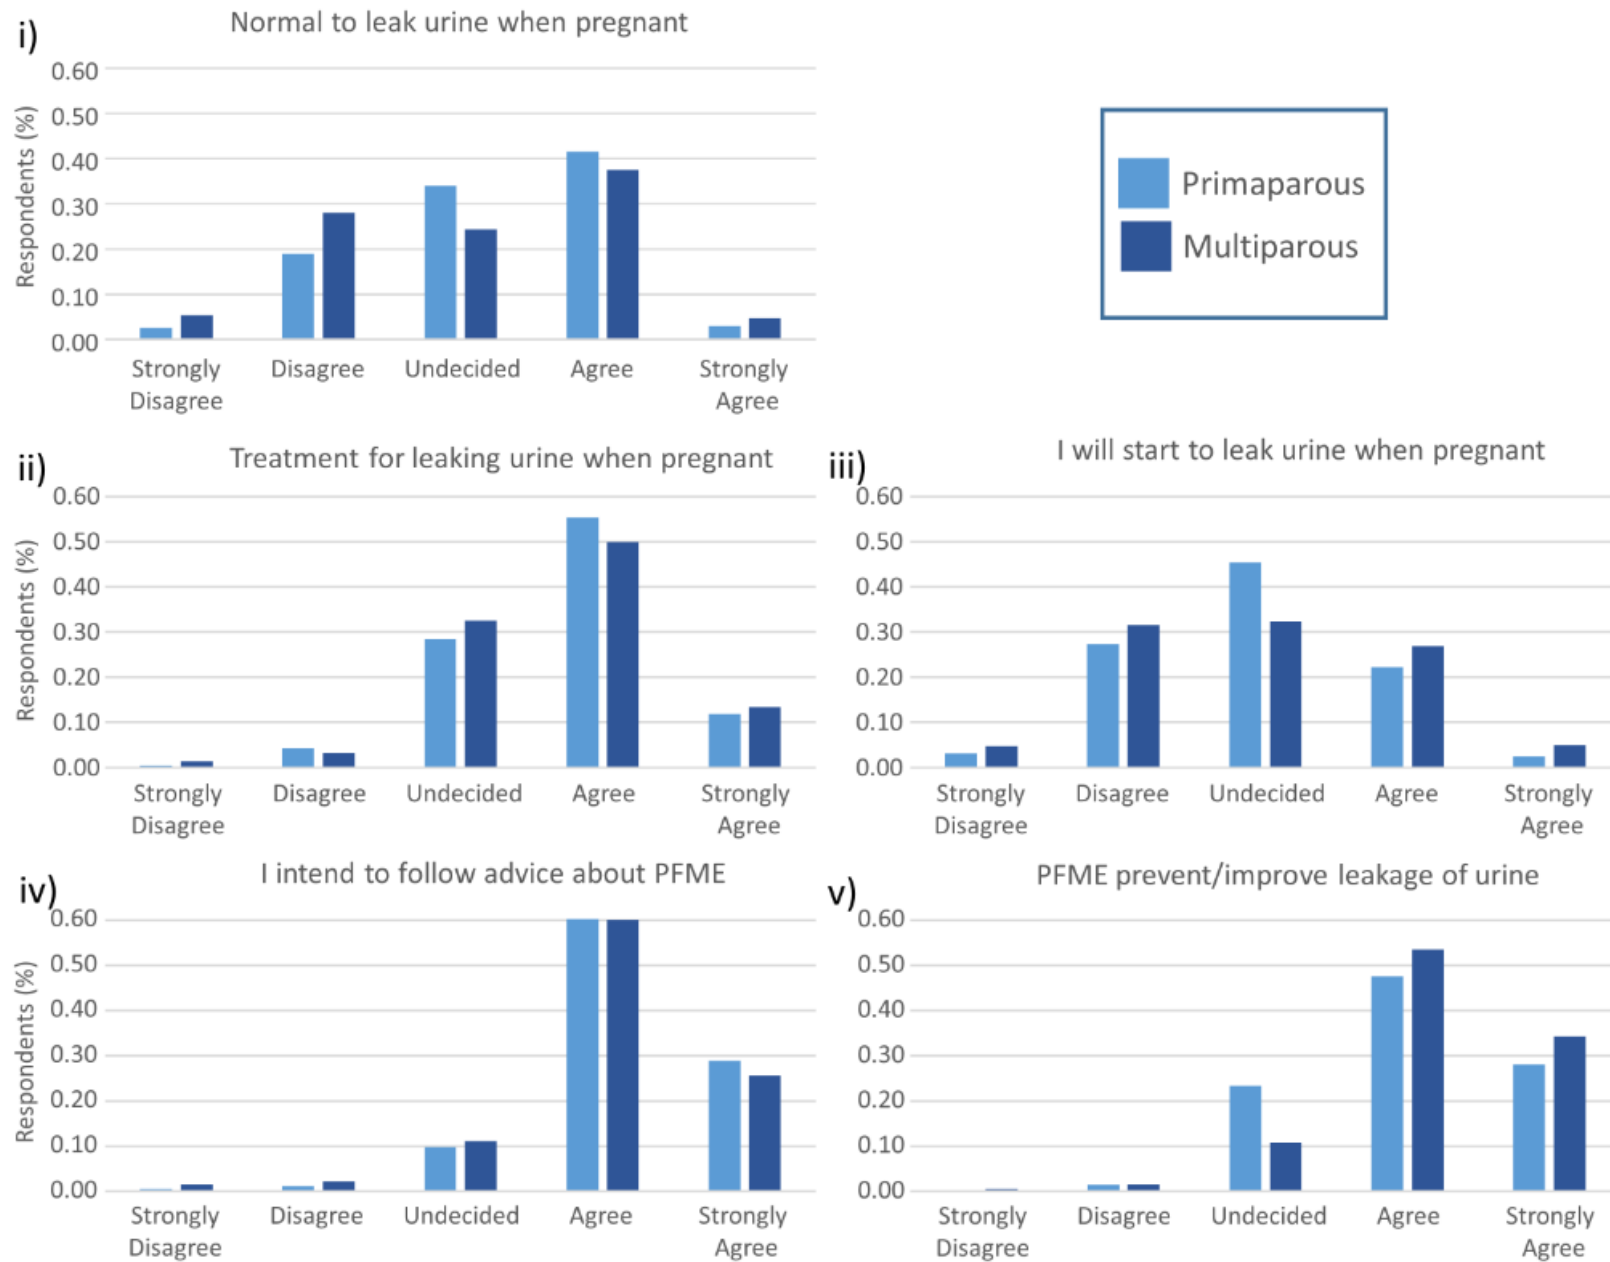 i)
Normal to leak urine when pregnant
Respondents (%)
0.60
0.50
0.40
0.30
0.20
0.10
0.00
Strongly Disagree
Disagree
Undecided
Agree
Strongly Agree
Primaparous
Multiparous
ii)
Treatment for leaking urine when pregnant
Respondents (%)
0.60
0.50
0.40
0.30
0.20
0.10
0.00
Strongly Disagree
Disagree
Undecided
Agree
Strongly Agree
iii)
I will start to leak urine when pregnant
0.60
0.50
0.40
0.30
0.20
0.10
0.00
Strongly Disagree
Disagree
Undecided
Agree
Strongly Agree
iv)
I intend to follow advice about PFME
Respondents (%)
0.60
0.50
0.40
0.30
0.20
0.10
0.00
Strongly Disagree
Disagree
Undecided
Agree
Strongly Agree
v)
PFME prevent/improve leakage of urine
0.60
0.50
0.40
0.30
0.20
0.10
0.00
Strongly Disagree
Disagree
Undecided
Agree
Strongly Agree